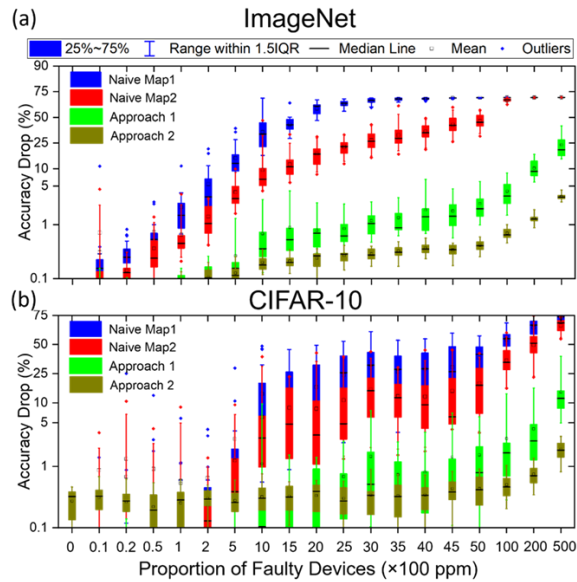 (a) ImageNet
25%~75% Range within 1.5IQR Median Line Mean Outliers
90
75
50
25
10
5
1
0.1
Accuracy Drop (%)
Naive Map1
Naive Map2
Approach 1
Approach 2
(b) CIFAR-10
75
50
25
10
5
1
0.1
Accuracy Drop (%)
Naive Map1
Naive Map2
Approach 1
Approach 2
0 0.1 0.2 0.5 1 2 5 10 15 20 25 30 35 40 45 50 100 200 500
Proportion of Faulty Devices (×100 ppm)